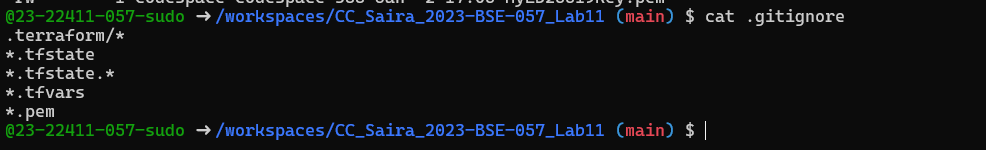 @23-22411-057-sudo ➜ /workspaces/CC_Saira_2023-BSE-057_Lab11 (main) $ cat .gitignore
.terraform/*
*.tfstate
*.tfstate.*
*.tfvars
*.pem
@23-22411-057-sudo ➜ /workspaces/CC_Saira_2023-BSE-057_Lab11 (main) $